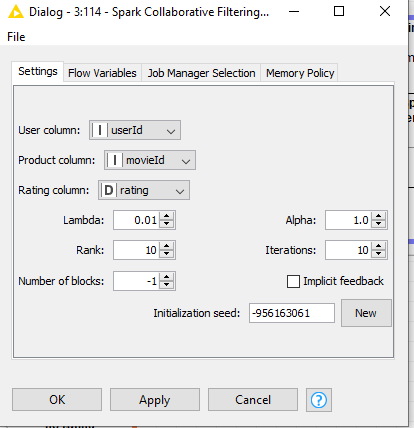 Dialog - 3:114 - Spark Collaborative Filtering...
File
Settings Flow Variables Job Manager Selection Memory Policy
User column: I userId
Product column: I movieId
Rating column: D rating
Lambda: 0.01 Alpha: 1.0
Rank: 10 Iterations: 10
Number of blocks: -1 Implicit feedback
Initialization seed: -956163061 New
OK Apply Cancel ?